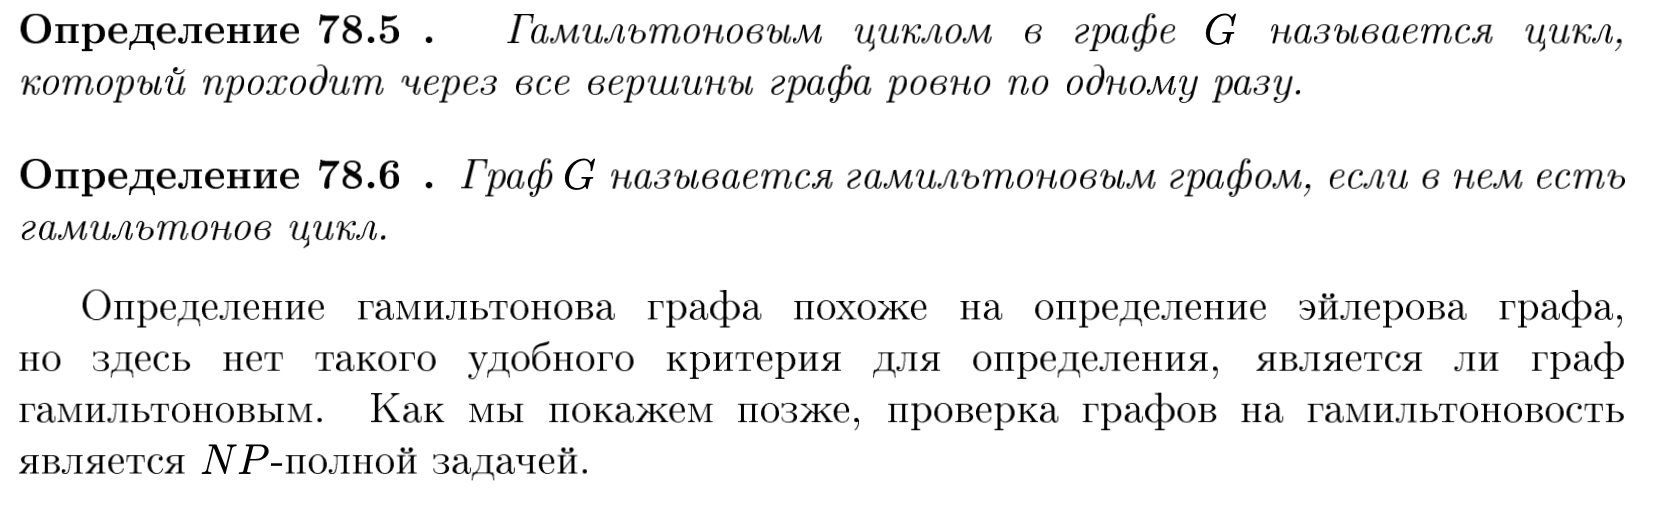 Определение 78.5 . Гамильтоновым циклом в графе G называется цикл,
который проходит через все вершины графа ровно по одному разу.
Определение 78.6 . Граф G называется гамильтоновым графом, если в нем есть
гамильтонов цикл.
Определение гамильтонова графа похоже на определение эйлерова графа,
но здесь нет такого удобного критерия для определения, является ли граф
гамильтоновым. Как мы покажем позже, проверка графов на гамильтоновость
является NP-полной задачей.